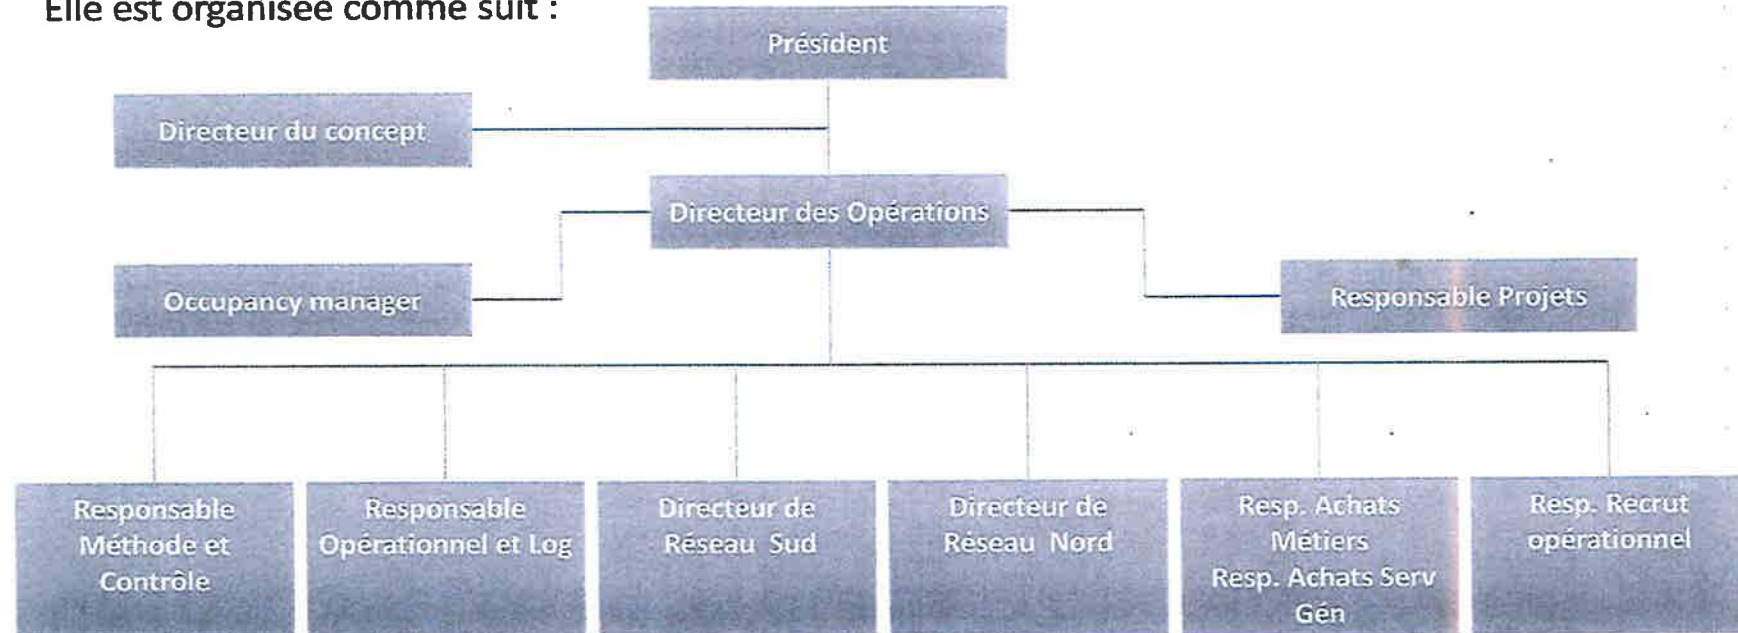 Elle est organisée comme suit :
Président
Directeur du concept
Directeur des Opérations
Occupancy manager
Responsable Projets
Responsable
Méthode et
Contrôle
Responsable
Opérationnel et Log
Directeur de
Réseau Sud
Directeur de
Réseau Nord
Resp. Achats
Métiers
Resp. Achats Serv
Gén
Resp. Recrut
opérationnel